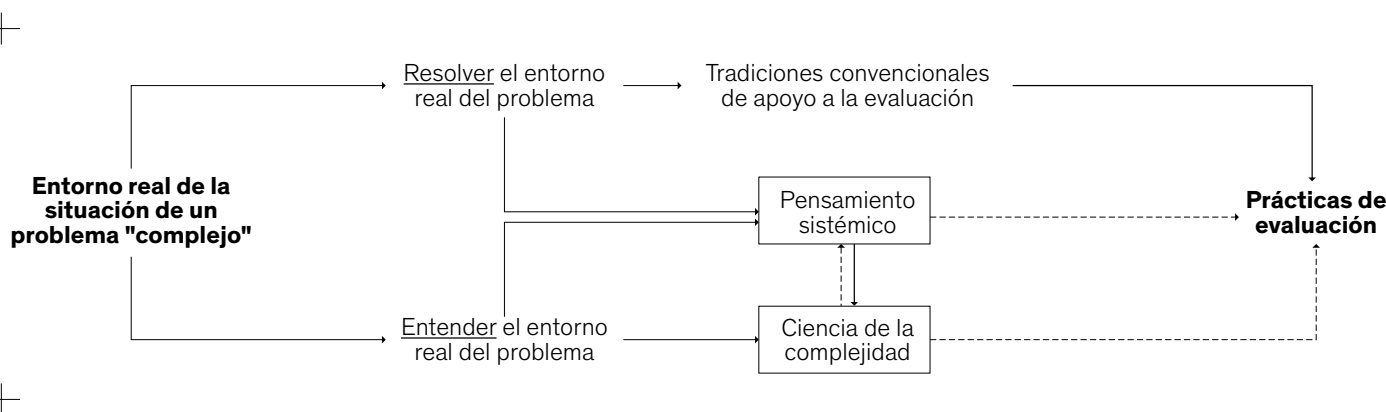 Resolver el entorno
real del problema
Tradiciones convencionales
de apoyo a la evaluación
Entorno real de la
situación de un
problema "complejo"
Pensamiento
sistémico
Prácticas de
evaluación
Entender el entorno
real del problema
Ciencia de la
complejidad